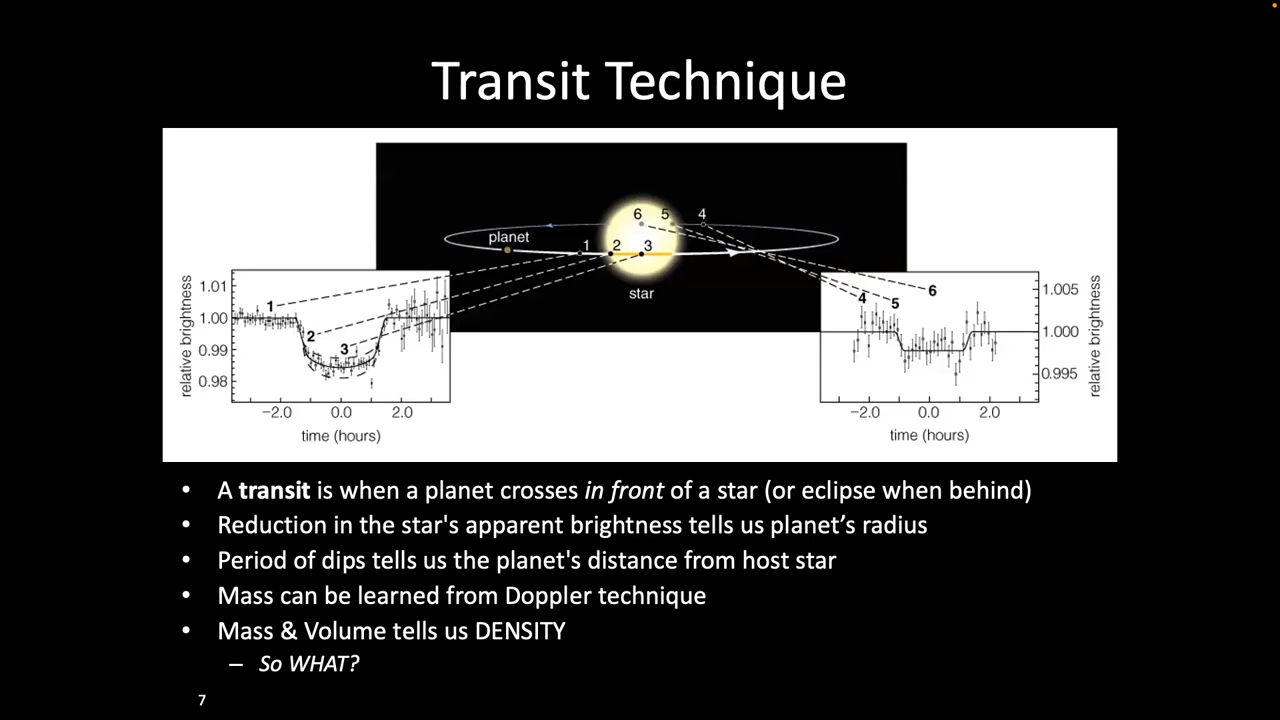 Transit Technique
6 5 4
planet
1 2 3
star
relative brightness
1.01
1.00
0.99
0.98
1
2
3
−2.0 0.0 2.0
time (hours)
4 5 6
1.005
1.000
0.995
relative brightness
−2.0 0.0 2.0
time (hours)
• A transit is when a planet crosses in front of a star (or eclipse when behind)
• Reduction in the star's apparent brightness tells us planet’s radius
• Period of dips tells us the planet's distance from host star
• Mass can be learned from Doppler technique
• Mass & Volume tells us DENSITY
– So WHAT?
7